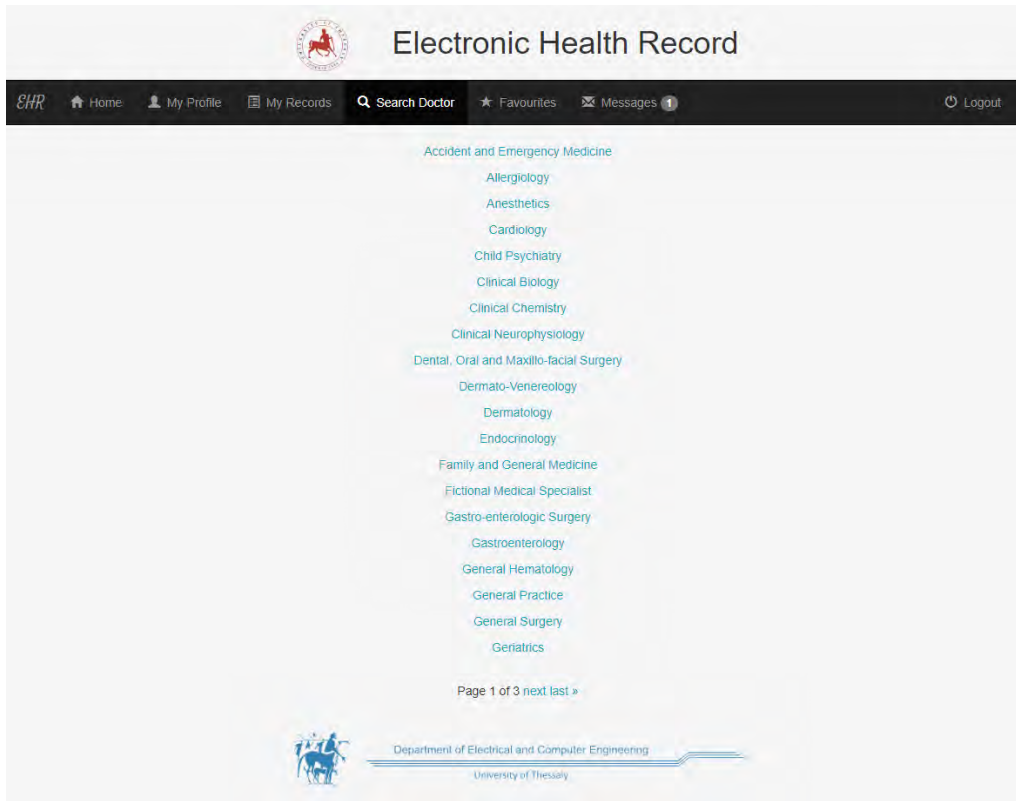 Electronic Health Record
EHR Home My Profile My Records Search Doctor Favourites Messages 1 Logout
Accident and Emergency Medicine
Allergiology
Anesthetics
Cardiology
Child Psychiatry
Clinical Biology
Clinical Chemistry
Clinical Neurophysiology
Dental, Oral and Maxillo-facial Surgery
Dermato-Venereology
Dermatology
Endocrinology
Family and General Medicine
Fictional Medical Specialist
Gastro-enterologic Surgery
Gastroenterology
General Hematology
General Practice
General Surgery
Geriatrics
Page 1 of 3 next last »
Department of Electrical and Computer Engineering
University of Thessaly